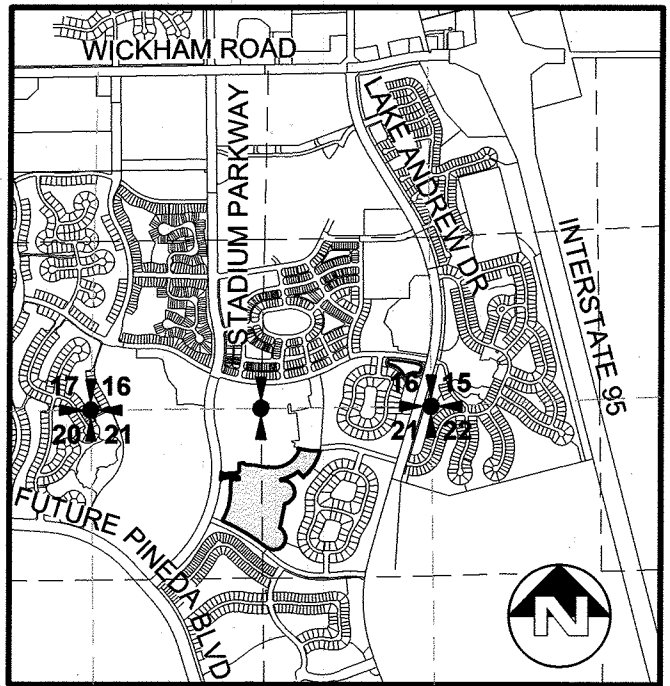 WICKHAM ROAD
STADIUM PARKWAY
LAKE ANDREW DR
INTERSTATE 95
17 16
20 21
16 15
21 22
FUTURE PINEDA BLVD
N